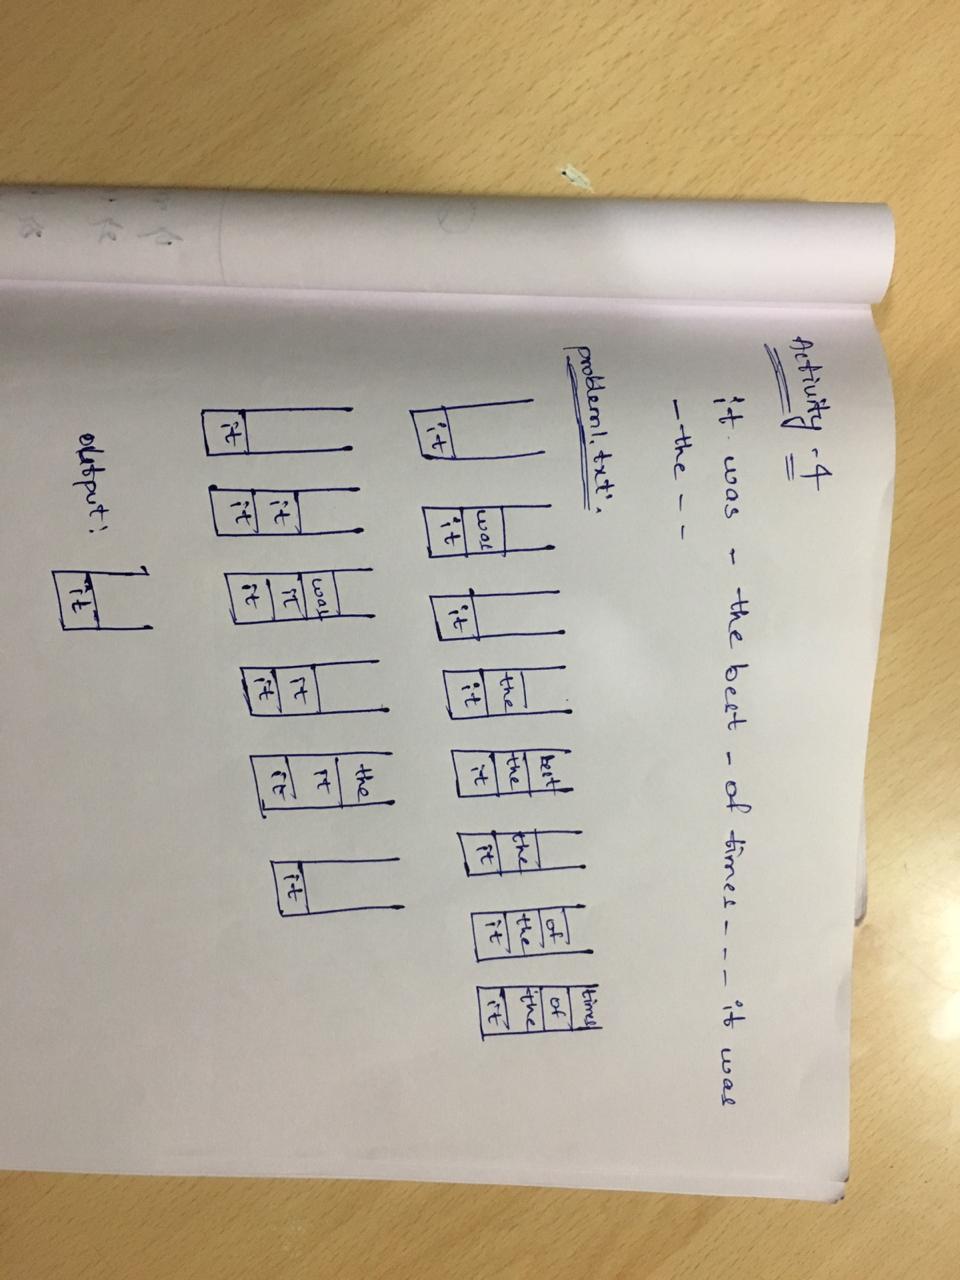 Activity - 4
it was - the best - of times - - - it was
- the - -
problem1.txt:
it
was
it
it
the
it
best
the
it
the
it
of
the
it
times
of
the
it
it
it
it
was
it
it
it
it
the
it
it
it
output:
it